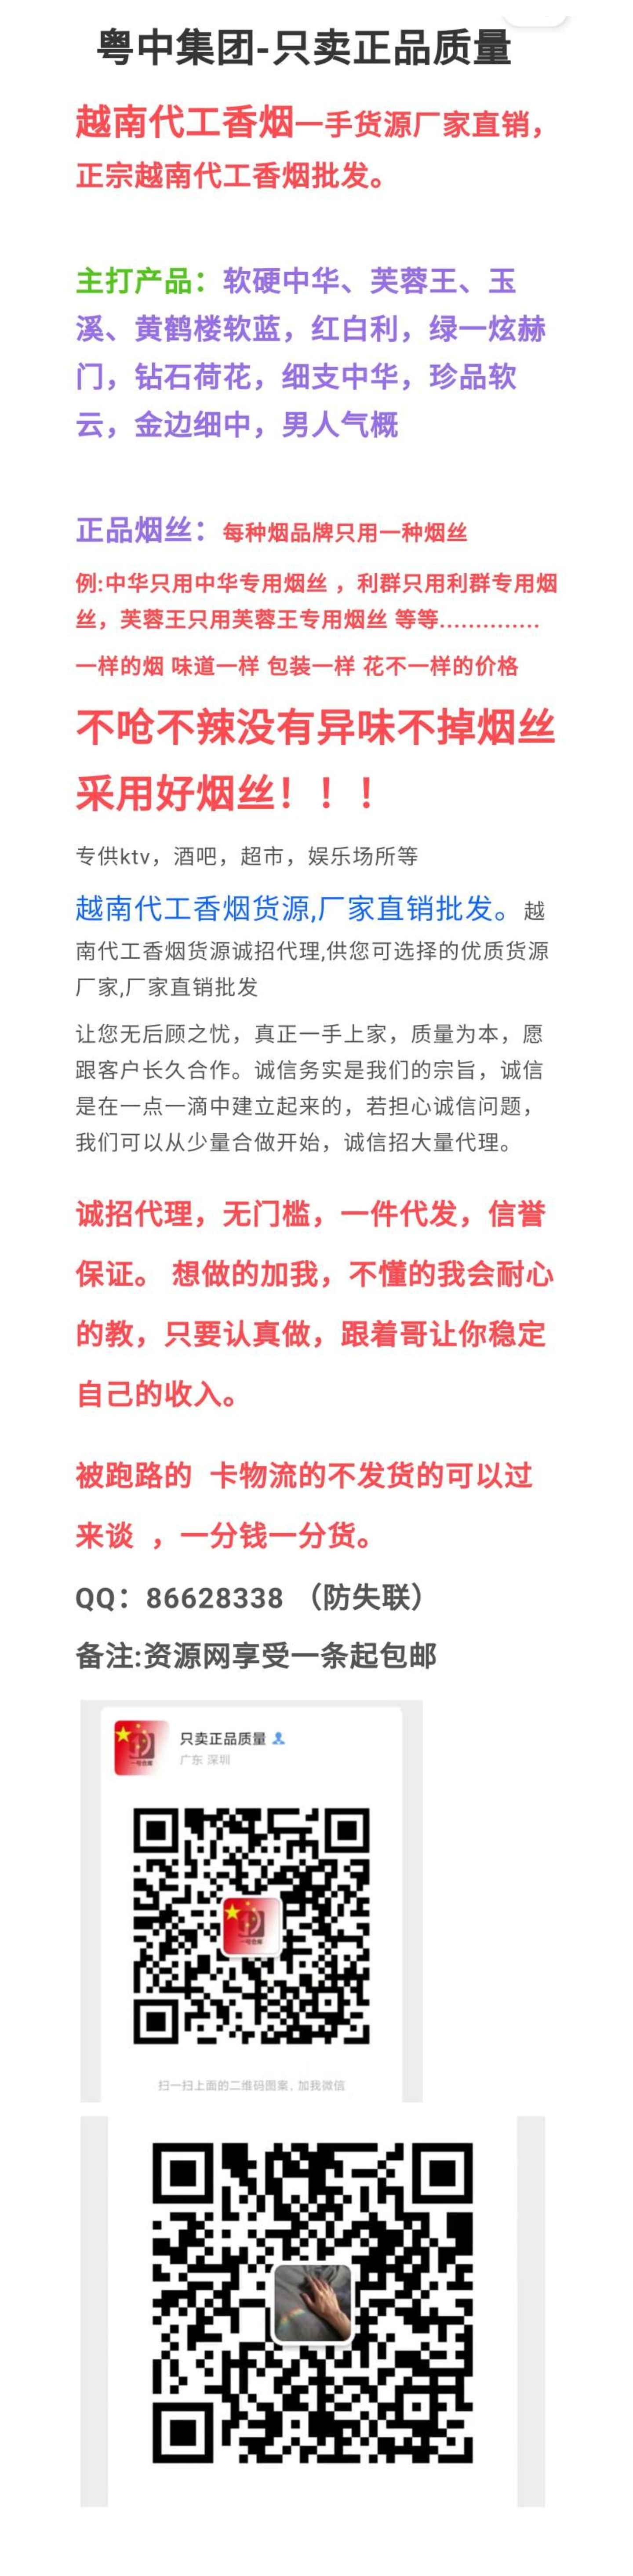 粤中集团-只卖正品质量
越南代工香烟一手货源厂家直销，
正宗越南代工香烟批发。
主打产品：软硬中华、芙蓉王、玉
溪、黄鹤楼软蓝，红白利，绿一炫赫
门，钻石荷花，细支中华，珍品软
云，金边细中，男人气概
正品烟丝：每种烟品牌只用一种烟丝
例:中华只用中华专用烟丝 ，利群只用利群专用烟
丝，芙蓉王只用芙蓉王专用烟丝 等等..............
一样的烟 味道一样 包装一样 花不一样的价格
不呛不辣没有异味不掉烟丝
采用好烟丝！！！
专供ktv，酒吧，超市，娱乐场所等
越南代工香烟货源,厂家直销批发。越
南代工香烟货源诚招代理,供您可选择的优质货源
厂家,厂家直销批发
让您无后顾之忧，真正一手上家，质量为本，愿
跟客户长久合作。诚信务实是我们的宗旨，诚信
是在一点一滴中建立起来的，若担心诚信问题，
我们可以从少量合做开始，诚信招大量代理。
诚招代理，无门槛，一件代发，信誉
保证。 想做的加我，不懂的我会耐心
的教，只要认真做，跟着哥让你稳定
自己的收入。
被跑路的 卡物流的不发货的可以过
来谈 ，一分钱一分货。
QQ：86628338 （防失联）
备注:资源网享受一条起包邮
只卖正品质量
广东 深圳
扫一扫上面的二维码图案，加我微信